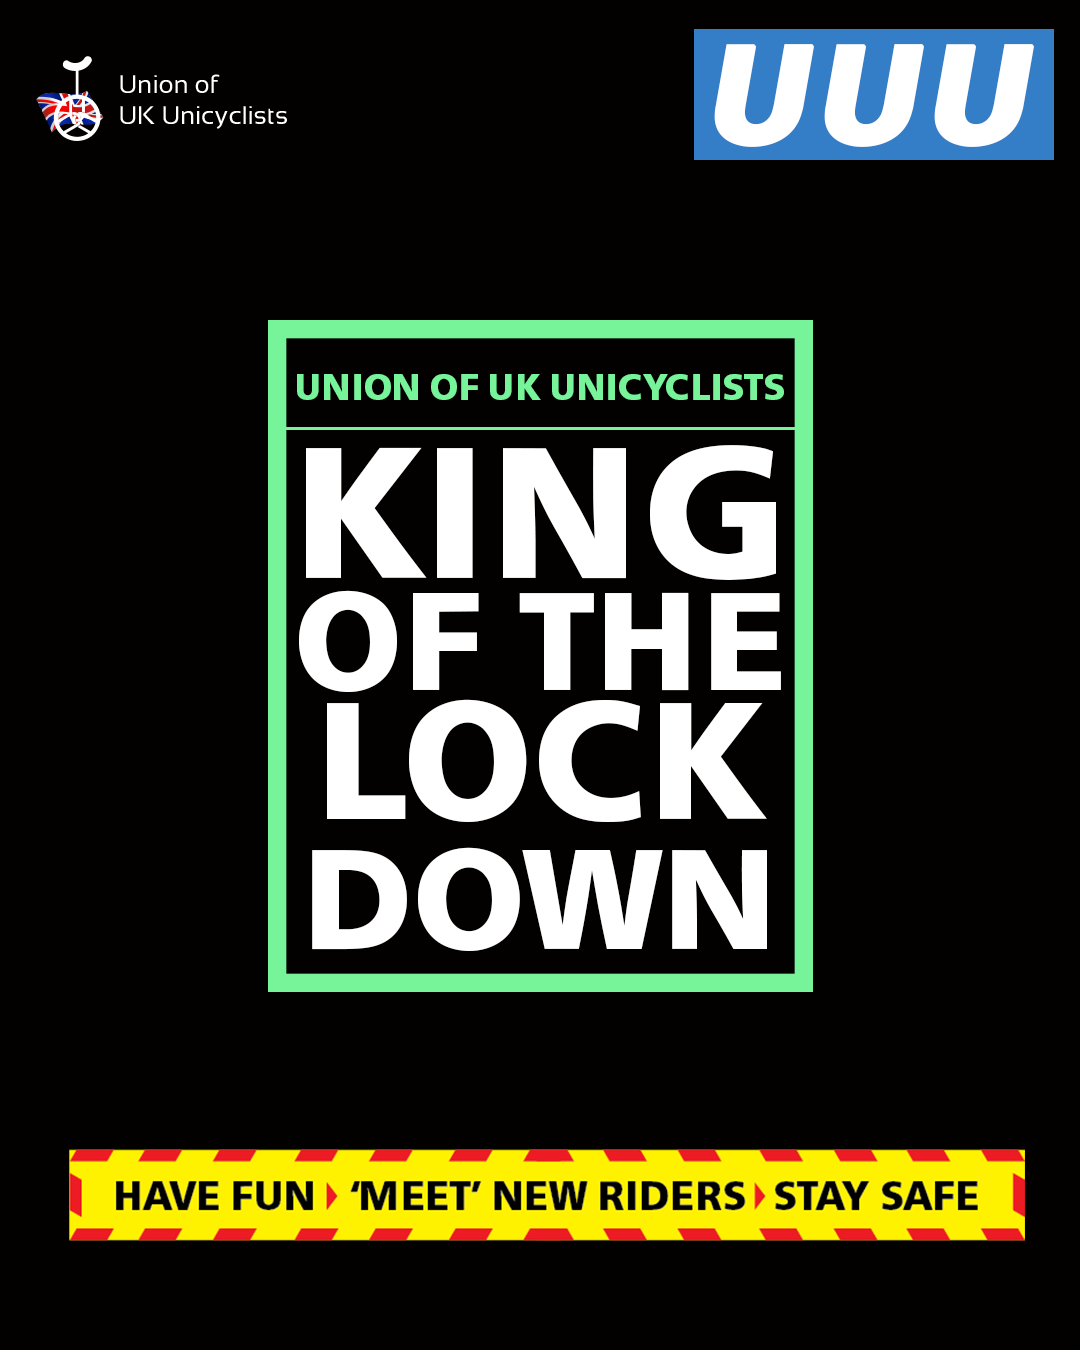 Union of
UK Unicyclists
UUU
UNION OF UK UNICYCLISTS
KING
OF THE
LOCK
DOWN
HAVE FUN ‘MEET’ NEW RIDERS STAY SAFE